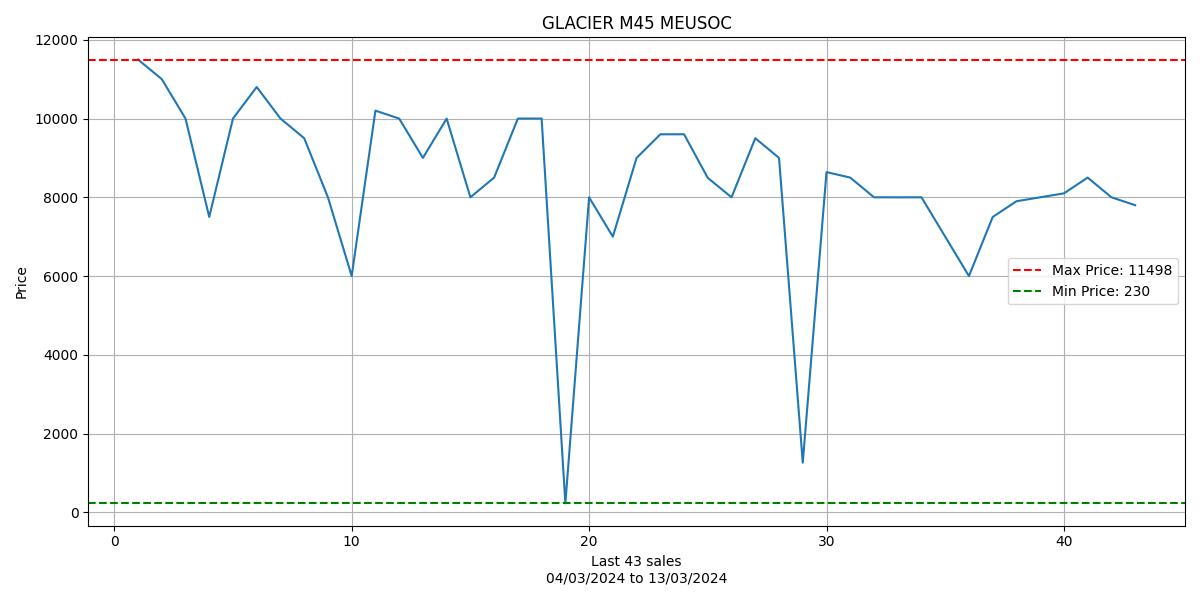 GLACIER M45 MEUSOC
12000
10000
8000
6000
4000
2000
0
Price
Max Price: 11498
Min Price: 230
0 10 20 30 40
Last 43 sales
04/03/2024 to 13/03/2024